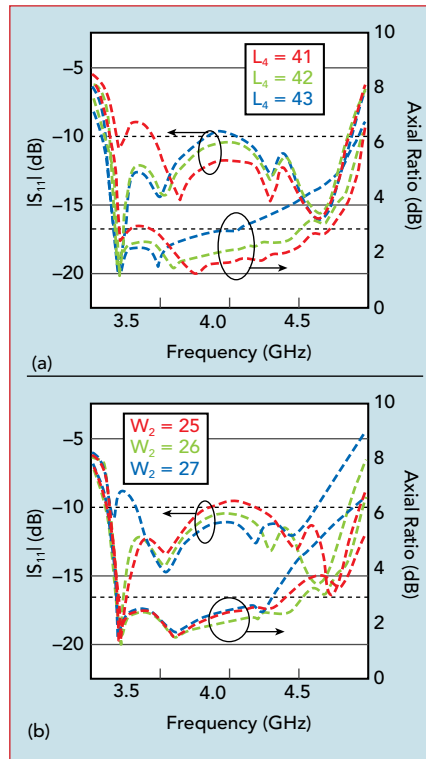 10
−5
L₄ = 41
L₄ = 42
L₄ = 43
8
−10
6
|S₁₁| (dB)
Axial Ratio (dB)
−15
4
2
−20
0
3.5
4.0
4.5
Frequency (GHz)
(a)
10
−5
W₂ = 25
W₂ = 26
W₂ = 27
8
−10
6
|S₁₁| (dB)
Axial Ratio (dB)
−15
4
2
−20
0
3.5
4.0
4.5
Frequency (GHz)
(b)